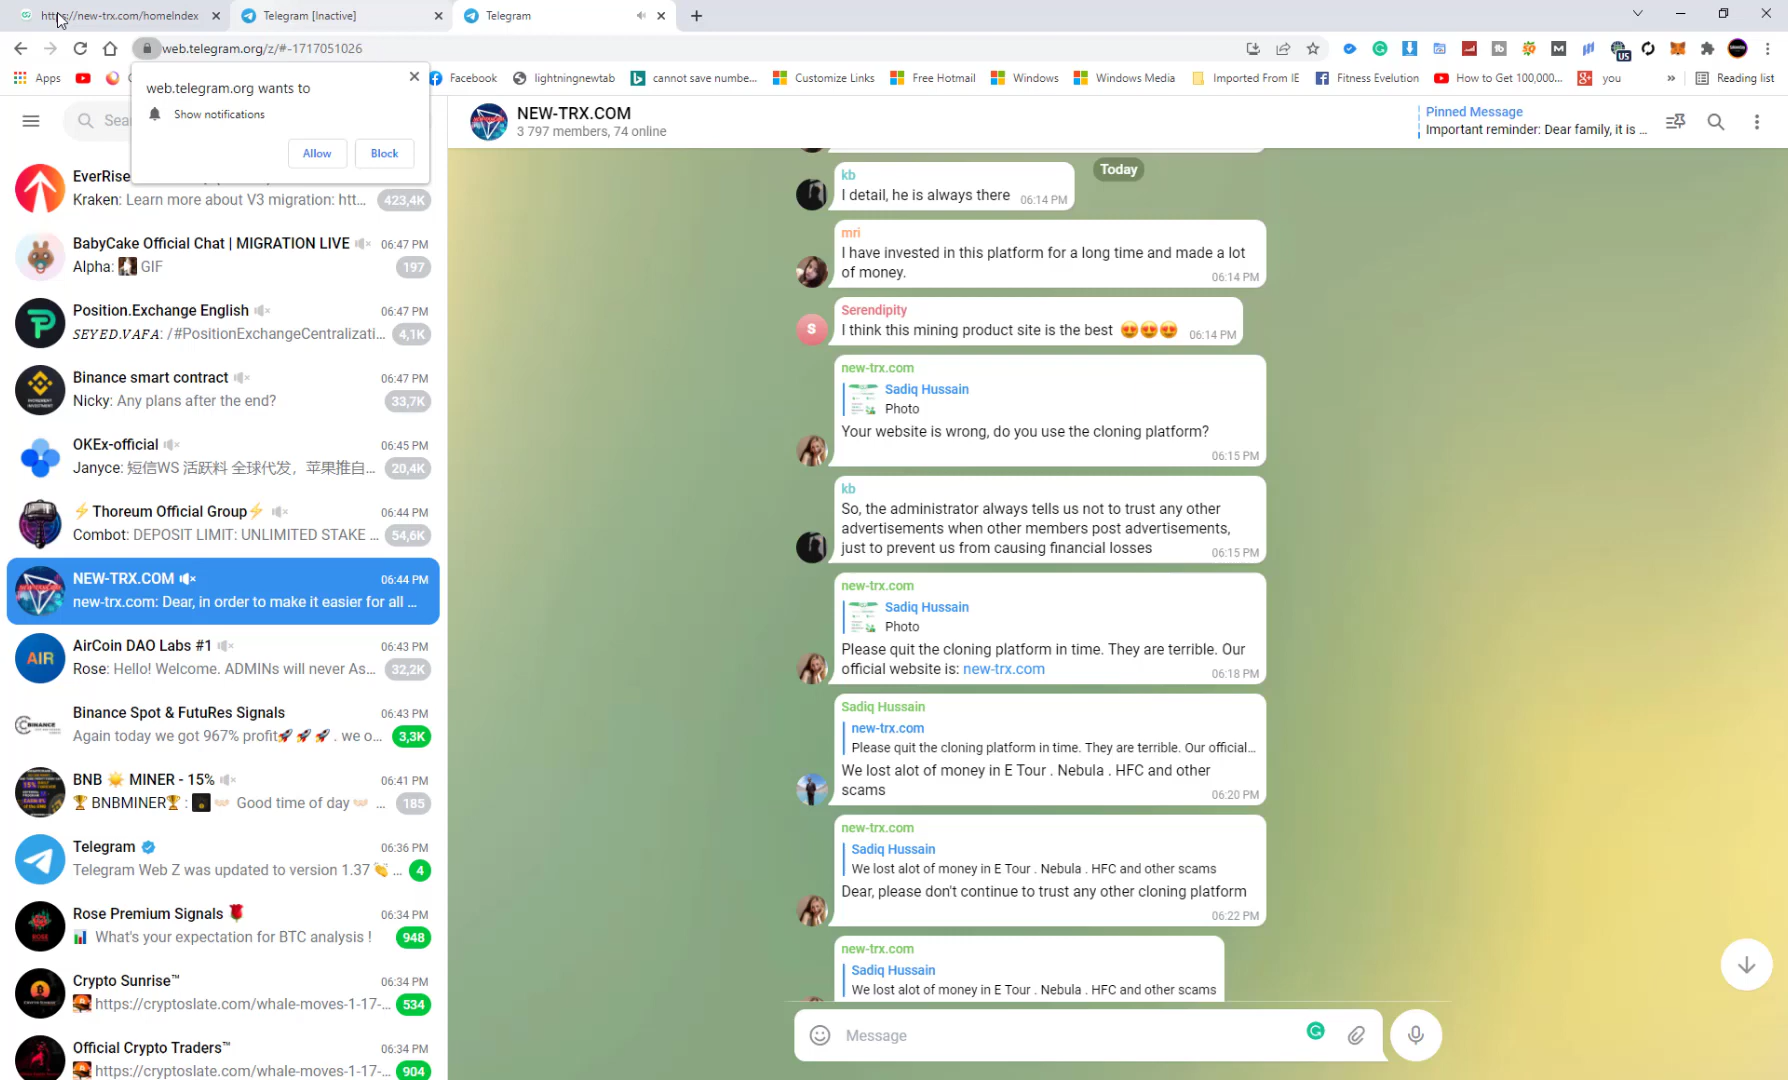 https://new-trx.com/homeIndex
Telegram [Inactive]
Telegram
web.telegram.org/z/#-1717051026
Apps
Facebook
lightningnewtab
cannot save numbe...
Customize Links
Free Hotmail
Windows
Windows Media
Imported From IE
Fitness Evelution
How to Get 100,000...
you
»
Reading list
web.telegram.org wants to
Show notifications
Allow
Block
EverRise
Kraken: Learn more about V3 migration: htt...
423,4K
BabyCake Official Chat | MIGRATION LIVE
06:47 PM
Alpha: GIF
197
Position.Exchange English
06:47 PM
SEYED.VAFA: /#PositionExchangeCentralizati...
4,1K
Binance smart contract
06:47 PM
Nicky: Any plans after the end?
33,7K
OKEx-official
06:45 PM
Janyce: 短信WS 活跃料 全球代发，苹果推自...
20,4K
⚡Thoreum Official Group⚡
06:44 PM
Combot: DEPOSIT LIMIT: UNLIMITED STAKE ...
54,6K
NEW-TRX.COM
06:44 PM
new-trx.com: Dear, in order to make it easier for all ...
AIR
AirCoin DAO Labs #1
06:43 PM
Rose: Hello! Welcome. ADMINs will never As...
32,2K
BINANCE
Binance Spot & FutuRes Signals
06:43 PM
Again today we got 967% profit🚀🚀🚀. we o...
3,3K
BNB ☀️ MINER - 15%
06:41 PM
🏆BNBMINER🏆: Good time of day 🤝🏻 ...
185
Telegram
06:36 PM
Telegram Web Z was updated to version 1.37 👏 ...
4
Rose Premium Signals 🌹
06:34 PM
📊 What's your expectation for BTC analysis !
948
Crypto Sunrise™
06:34 PM
https://cryptoslate.com/whale-moves-1-17-...
534
Official Crypto Traders™
06:34 PM
https://cryptoslate.com/whale-moves-1-17-...
904
NEW-TRX.COM
3 797 members, 74 online
Pinned Message
Important reminder: Dear family, it is ...
Today
kb
I detail, he is always there
06:14 PM
mri
I have invested in this platform for a long time and made a lot
of money.
06:14 PM
S
Serendipity
I think this mining product site is the best 😍😍😍
06:14 PM
new-trx.com
Sadiq Hussain
Photo
Your website is wrong, do you use the cloning platform?
06:15 PM
kb
So, the administrator always tells us not to trust any other
advertisements when other members post advertisements,
just to prevent us from causing financial losses
06:15 PM
new-trx.com
Sadiq Hussain
Photo
Please quit the cloning platform in time. They are terrible. Our
official website is: new-trx.com
06:18 PM
Sadiq Hussain
new-trx.com
Please quit the cloning platform in time. They are terrible. Our official...
We lost alot of money in E Tour . Nebula . HFC and other
scams
06:20 PM
new-trx.com
Sadiq Hussain
We lost alot of money in E Tour . Nebula . HFC and other scams
Dear, please don't continue to trust any other cloning platform
06:22 PM
new-trx.com
Sadiq Hussain
We lost alot of money in E Tour . Nebula . HFC and other scams
Message